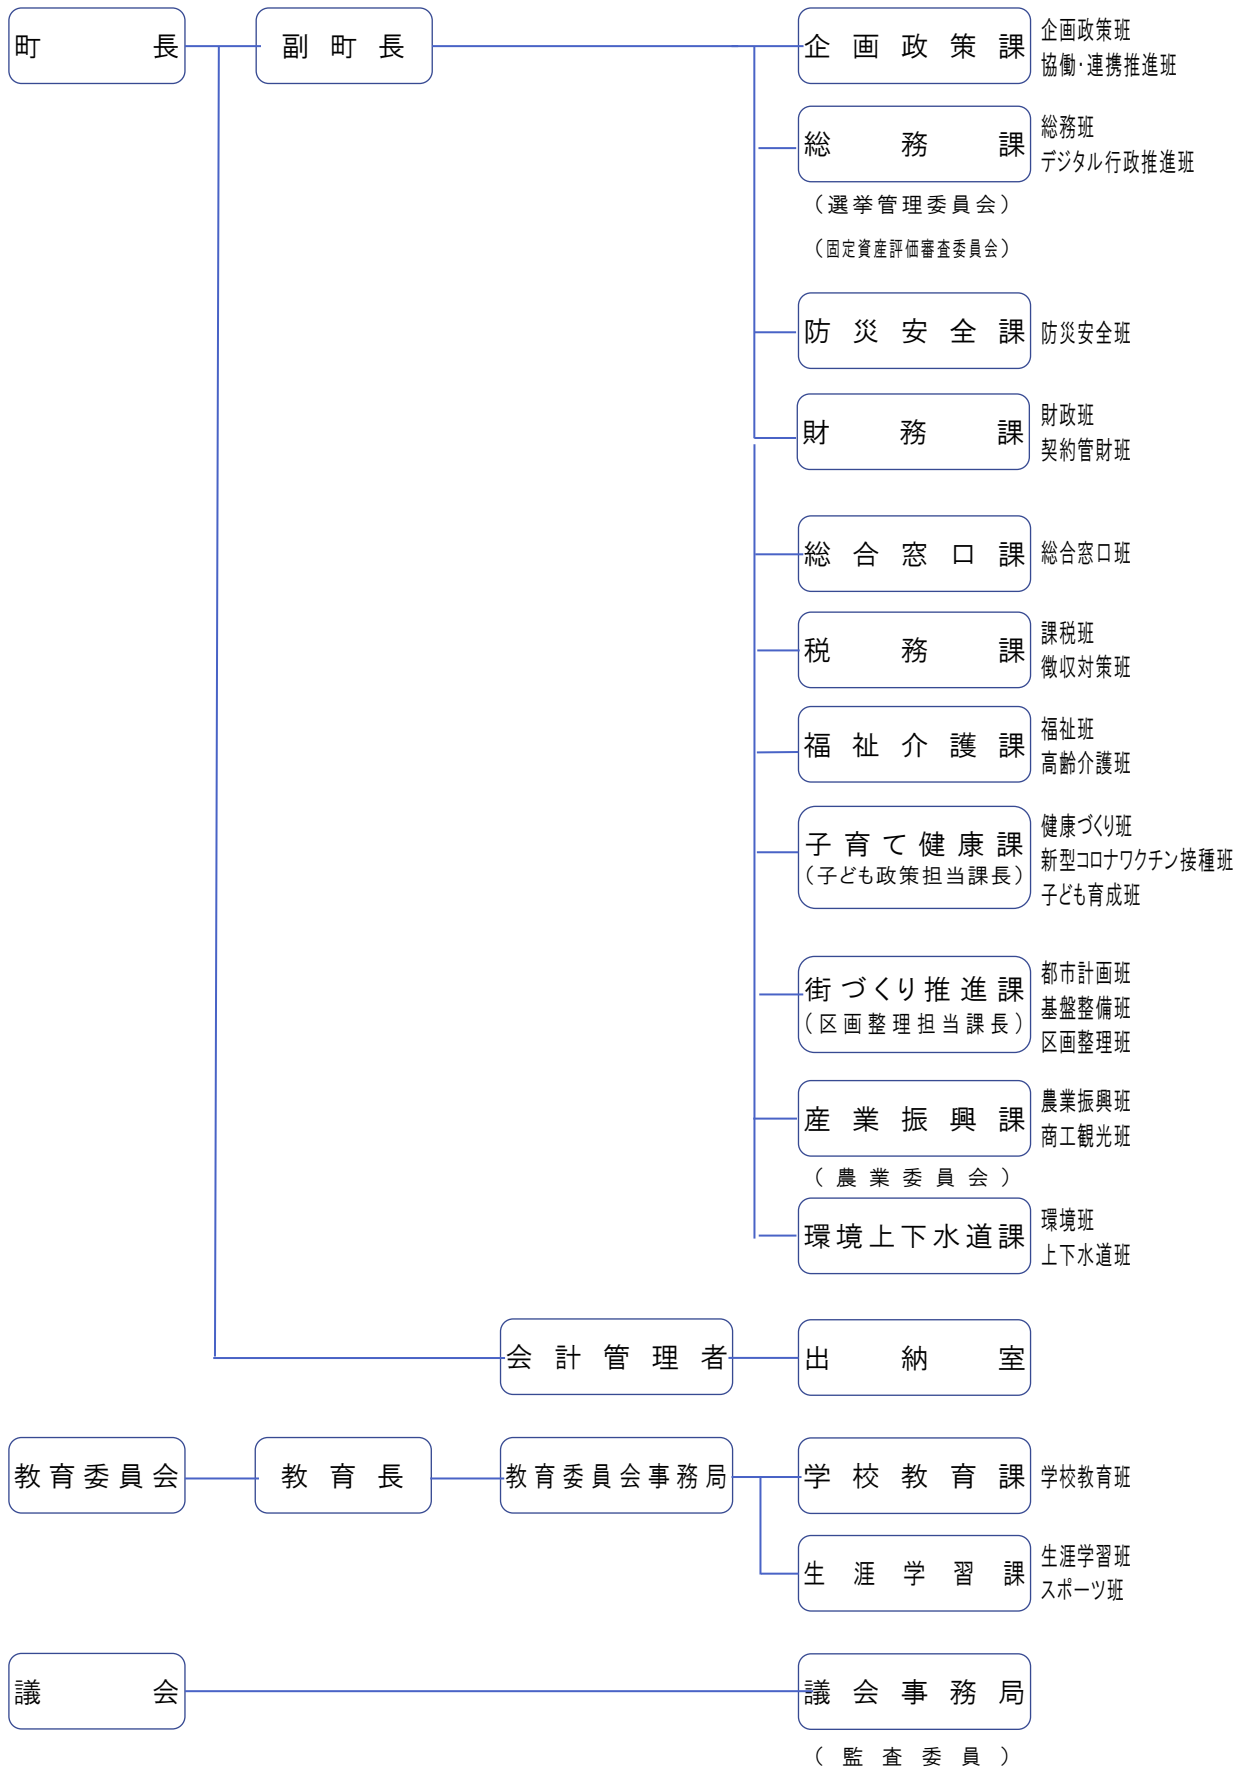 町長
副町長
企画政策課
企画政策班
協働・連携推進班
総務課
総務班
デジタル行政推進班
（選挙管理委員会）
（固定資産評価審査委員会）
防災安全課
防災安全班
財務課
財政班
契約管財班
総合窓口課
総合窓口班
税務課
課税班
徴収対策班
福祉介護課
福祉班
高齢介護班
子育て健康課
（子ども政策担当課長）
健康づくり班
新型コロナワクチン接種班
子ども育成班
街づくり推進課
（区画整理担当課長）
都市計画班
基盤整備班
区画整理班
産業振興課
農業振興班
商工観光班
（農業委員会）
環境上下水道課
環境班
上下水道班
会計管理者
出納室
教育委員会
教育長
教育委員会事務局
学校教育課
学校教育班
生涯学習課
生涯学習班
スポーツ班
議会
議会事務局
（監査委員）